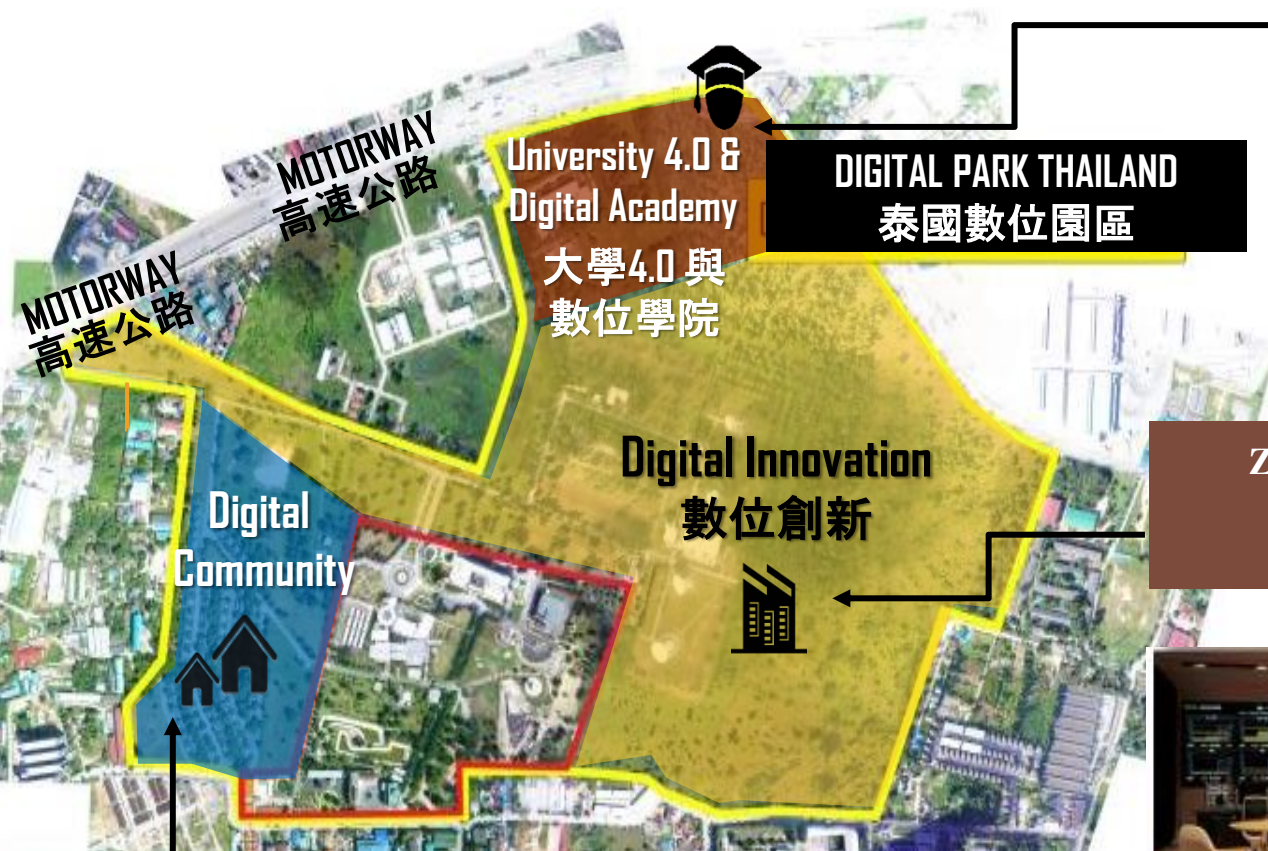 MOTORWAY
高速公路
MOTORWAY
高速公路
University 4.0 &
Digital Academy
大學4.0 與
數位學院
DIGITAL PARK THAILAND
泰國數位園區
Digital Innovation
數位創新
Digital
Community
Z